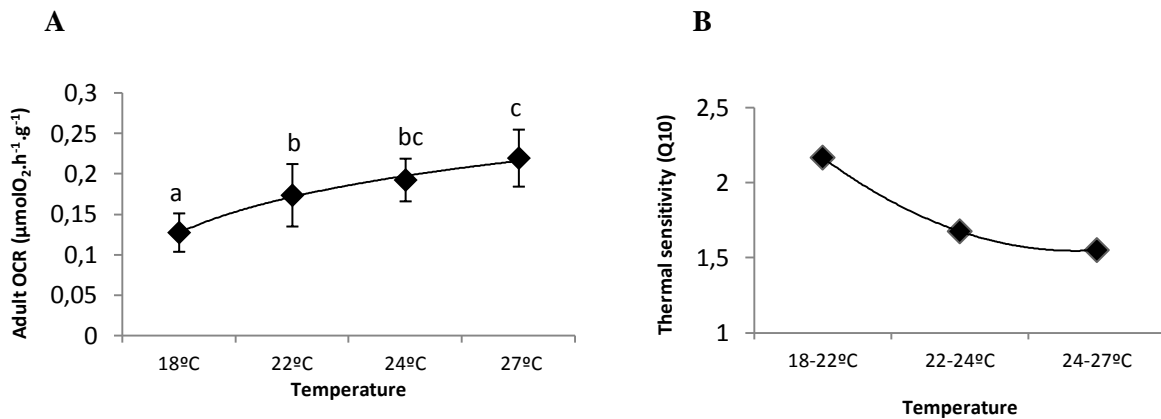 A
Adult OCR (µmolO₂.h⁻¹.g⁻¹)
0,3
0,25
0,2
0,15
0,1
0,05
0
a
b
bc
c
18ºC
22ºC
24ºC
27ºC
Temperature
B
Thermal sensitivity (Q10)
2,5
2
1,5
1
18-22ºC
22-24ºC
24-27ºC
Temperature